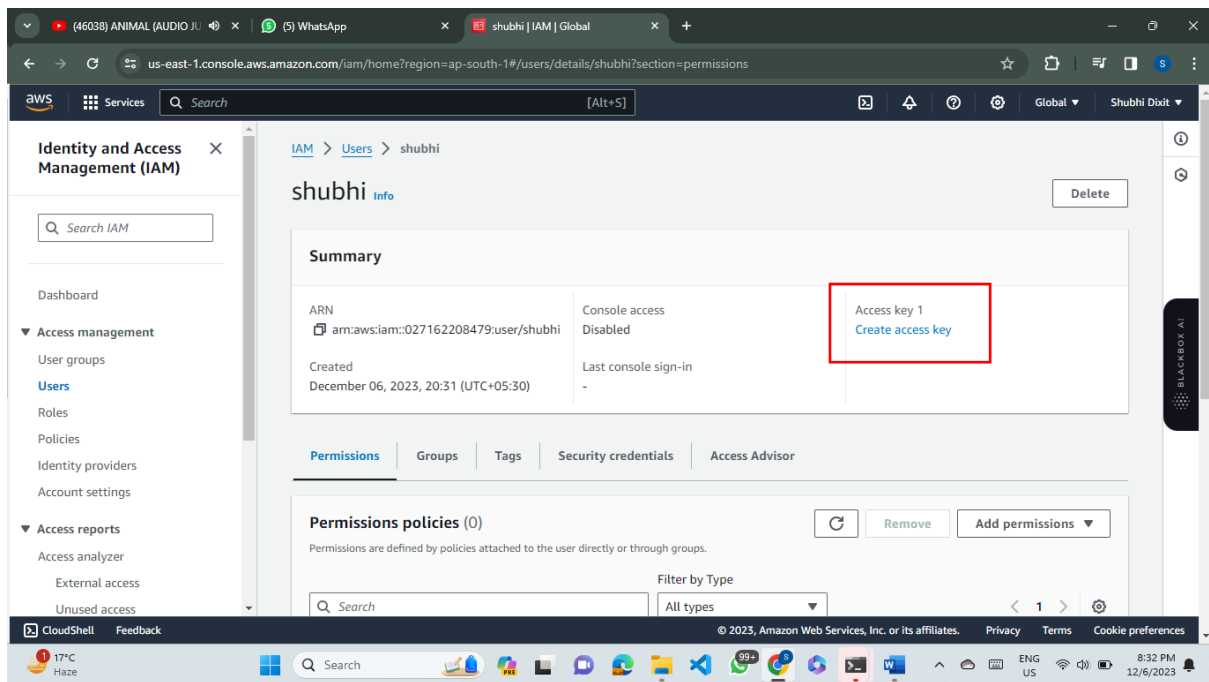 (46038) ANIMAL (AUDIO JU
(5) WhatsApp
shubhi | IAM | Global
us-east-1.console.aws.amazon.com/iam/home?region=ap-south-1#/users/details/shubhi?section=permissions
S
aws
Services
Search
[Alt+S]
Global
Shubhi Dixit
Identity and Access
Management (IAM)
Search IAM
Dashboard
Access management
User groups
Users
Roles
Policies
Identity providers
Account settings
Access reports
Access analyzer
External access
Unused access
IAM > Users > shubhi
shubhi Info
Delete
Summary
ARN
arn:aws:iam::027162208479:user/shubhi
Created
December 06, 2023, 20:31 (UTC+05:30)
Console access
Disabled
Last console sign-in
-
Access key 1
Create access key
Permissions
Groups
Tags
Security credentials
Access Advisor
Permissions policies (0)
Permissions are defined by policies attached to the user directly or through groups.
Remove
Add permissions
Filter by Type
Search
All types
1
BLACKBOX AI
CloudShell
Feedback
© 2023, Amazon Web Services, Inc. or its affiliates.
Privacy
Terms
Cookie preferences
1
17°C
Haze
Search
PRE
99+
ENG
US
8:32 PM
12/6/2023